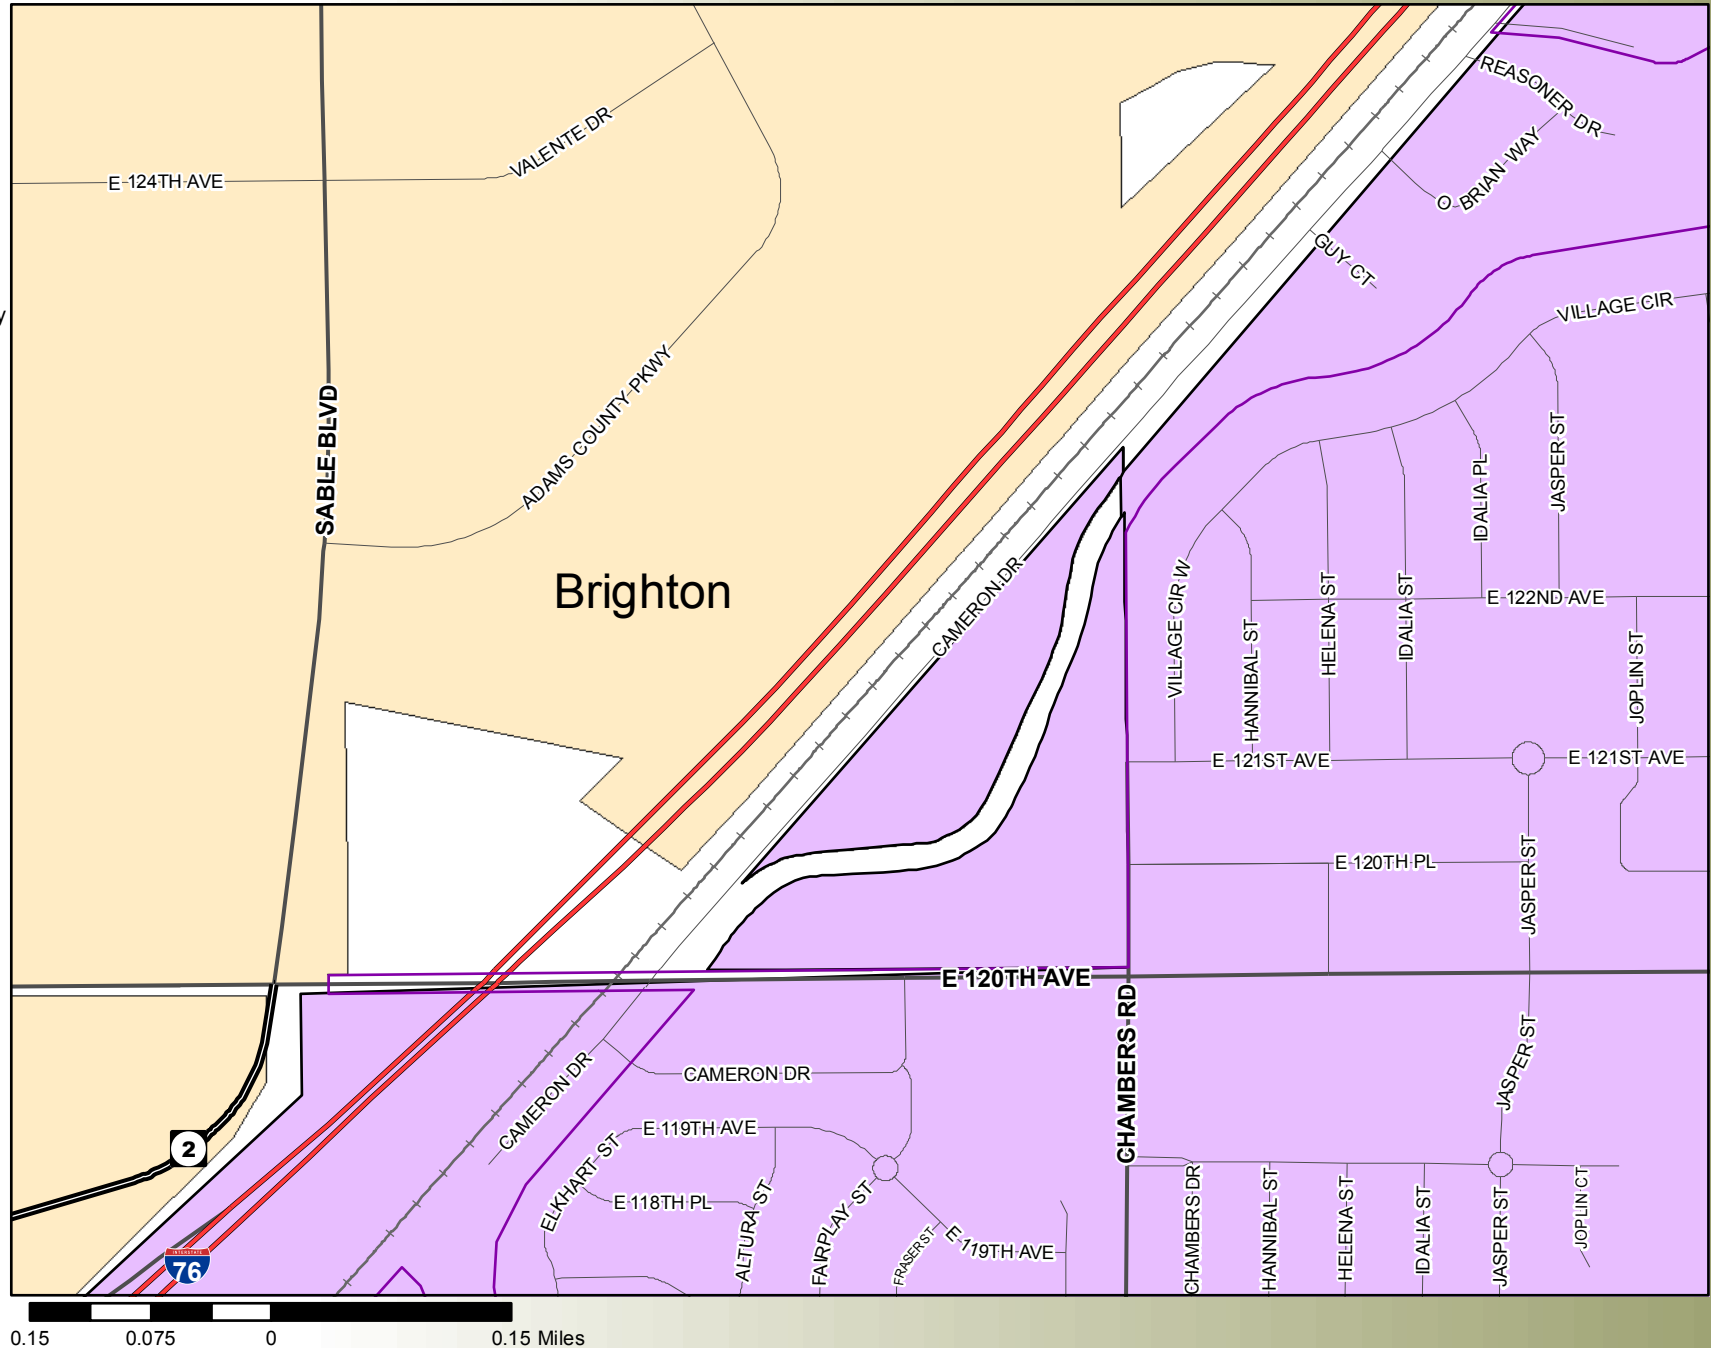 REASONER DR
VALENTE DR
O BRIAN WAY
E 124TH AVE
GUY CT
VILLAGE CIR
y
ADAMS COUNTY PKWY
SABLE BLVD
JASPER ST
IDALIA PL
Brighton
CAMERON DR
E 122ND AVE
VILLAGE CIR W
HELENA ST
IDALIA ST
HANNIBAL ST
JOPLIN ST
E 121ST AVE
E 121ST AVE
E 120TH PL
JASPER ST
E 120TH AVE
CHAMBERS RD
JASPER ST
CAMERON DR
CAMERON DR
E 119TH AVE
2
ELKHART ST
E 118TH PL
ALTURA ST
FAIRPLAY ST
FRASER ST
E 119TH AVE
CHAMBERS DR
HANNIBAL ST
HELENA ST
IDALIA ST
JASPER ST
JOPLIN CT
INTERSTATE
76
0.15 0.075 0 0.15 Miles